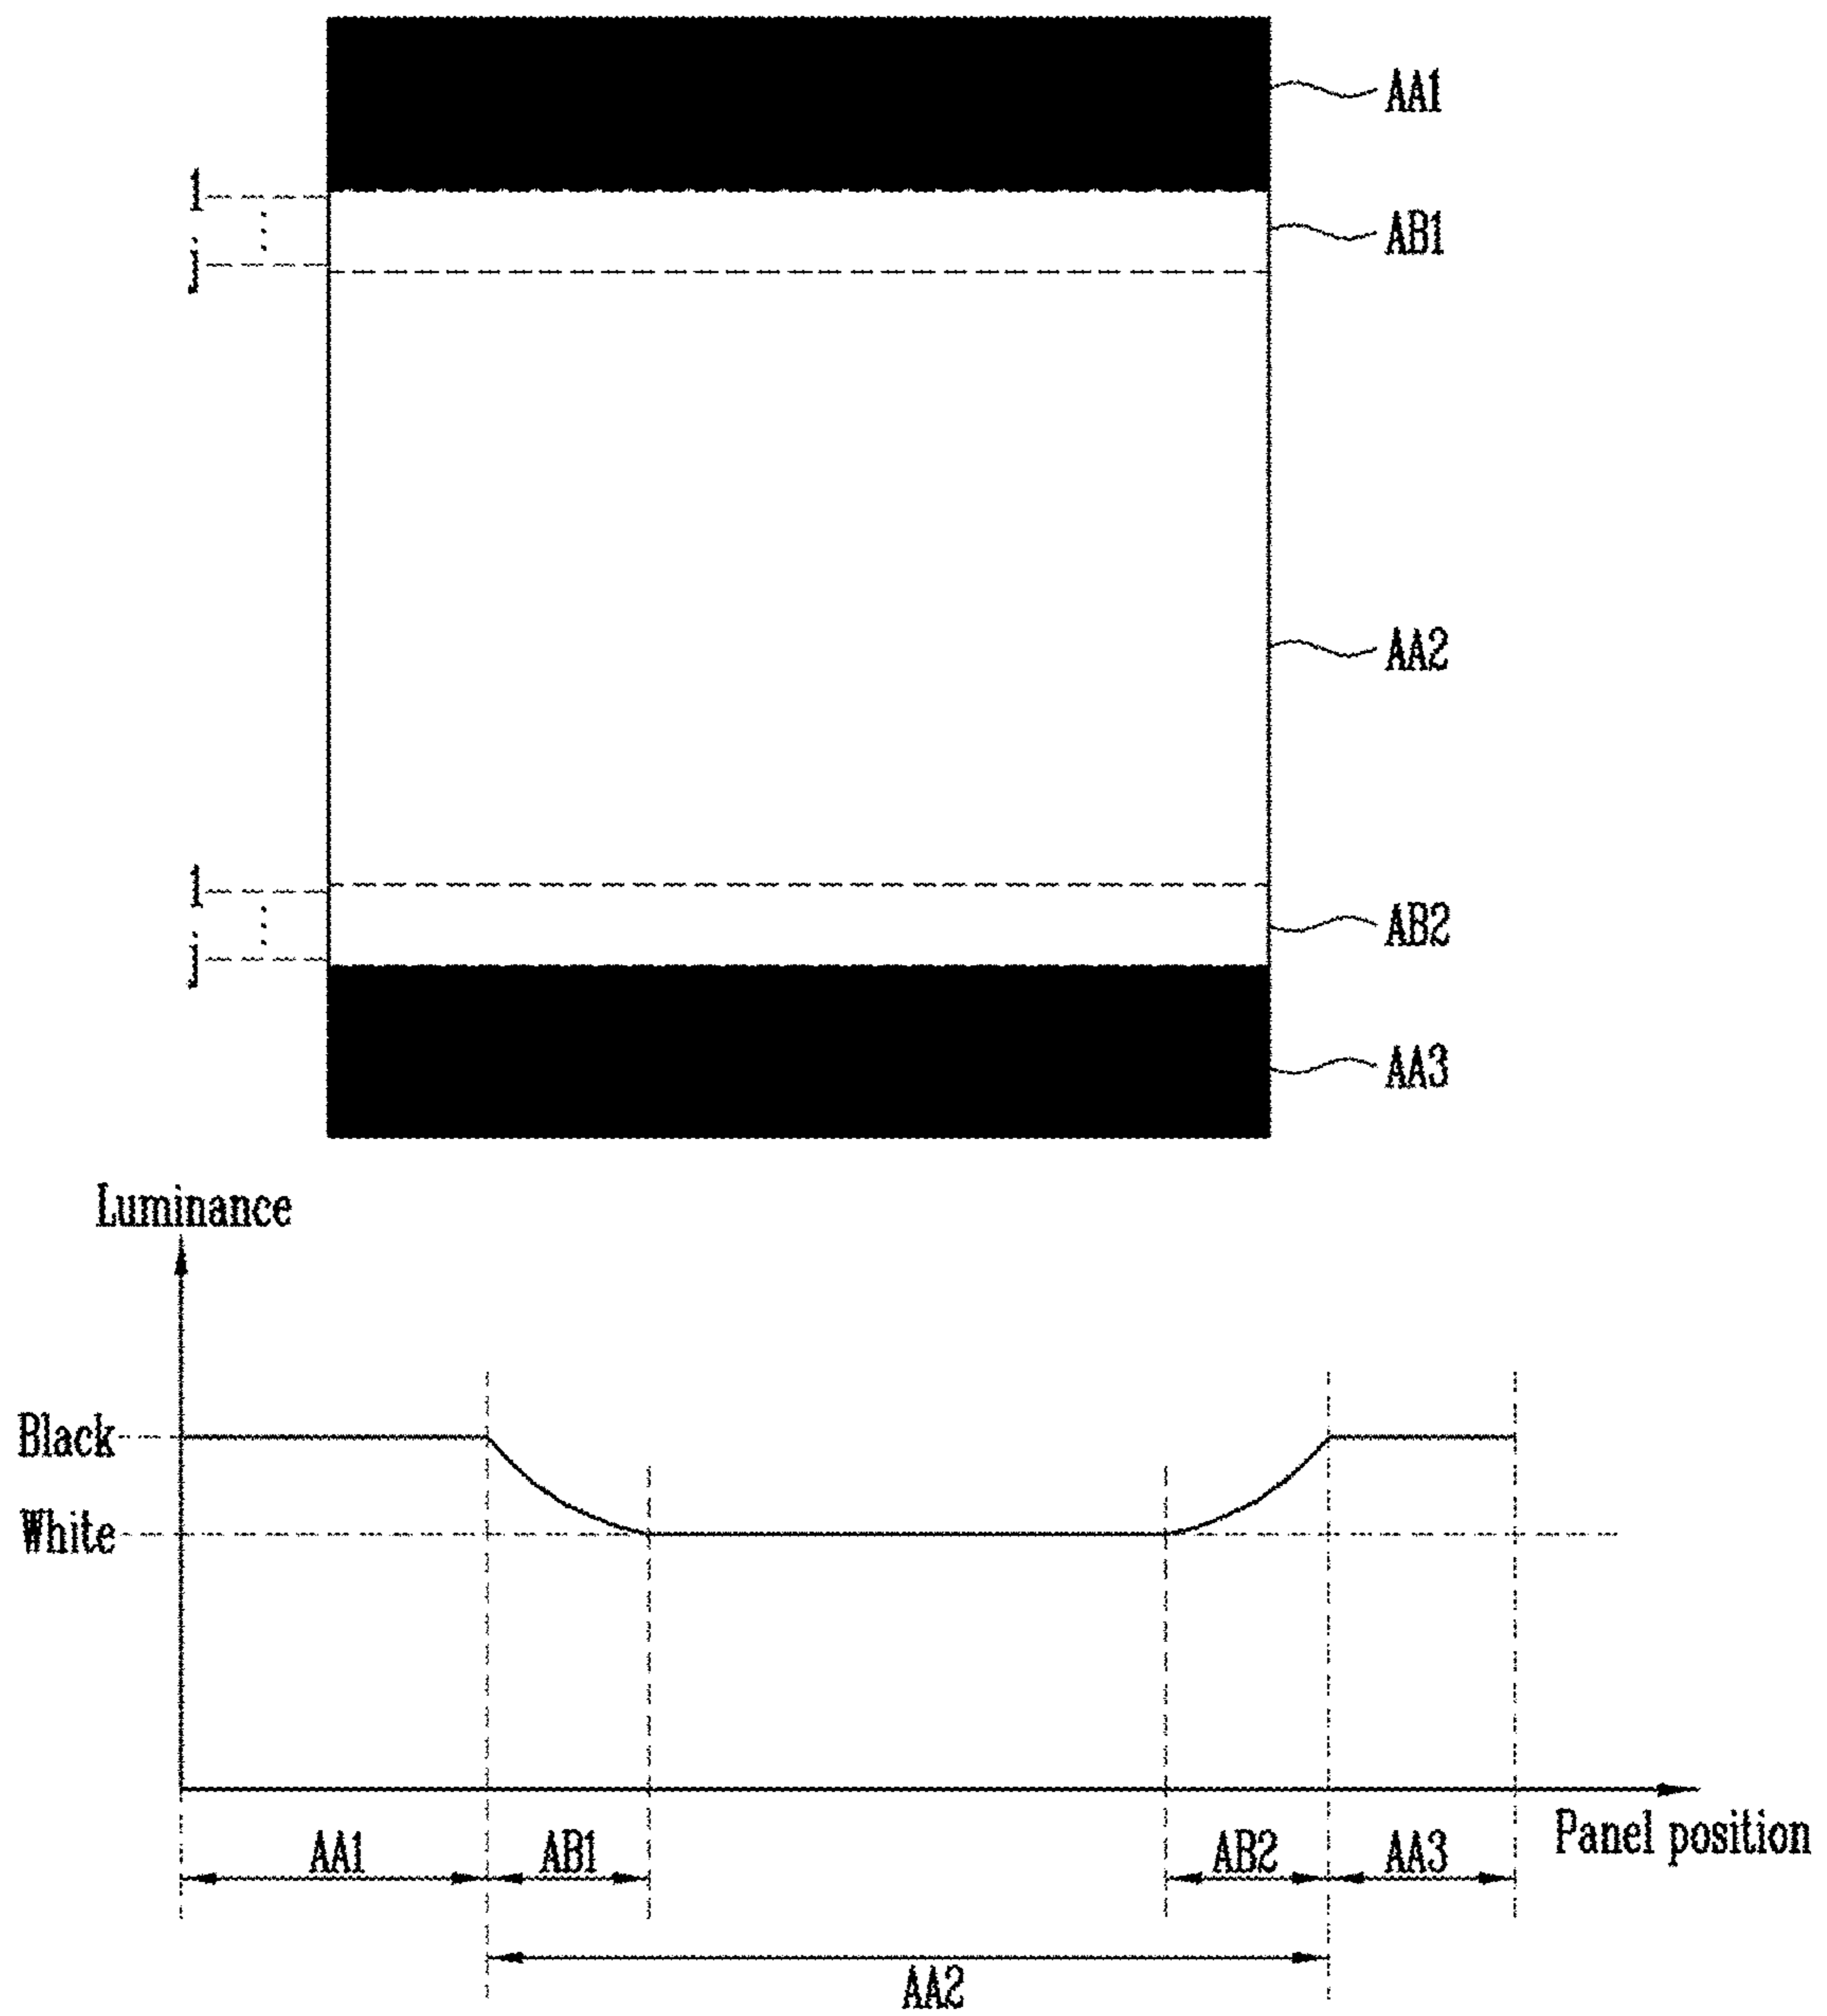 AA1
1
AB1
j
AA2
1
AB2
j
AA3
Luminance
Black
White
Panel position
AA1
AB1
AB2
AA3
AA2